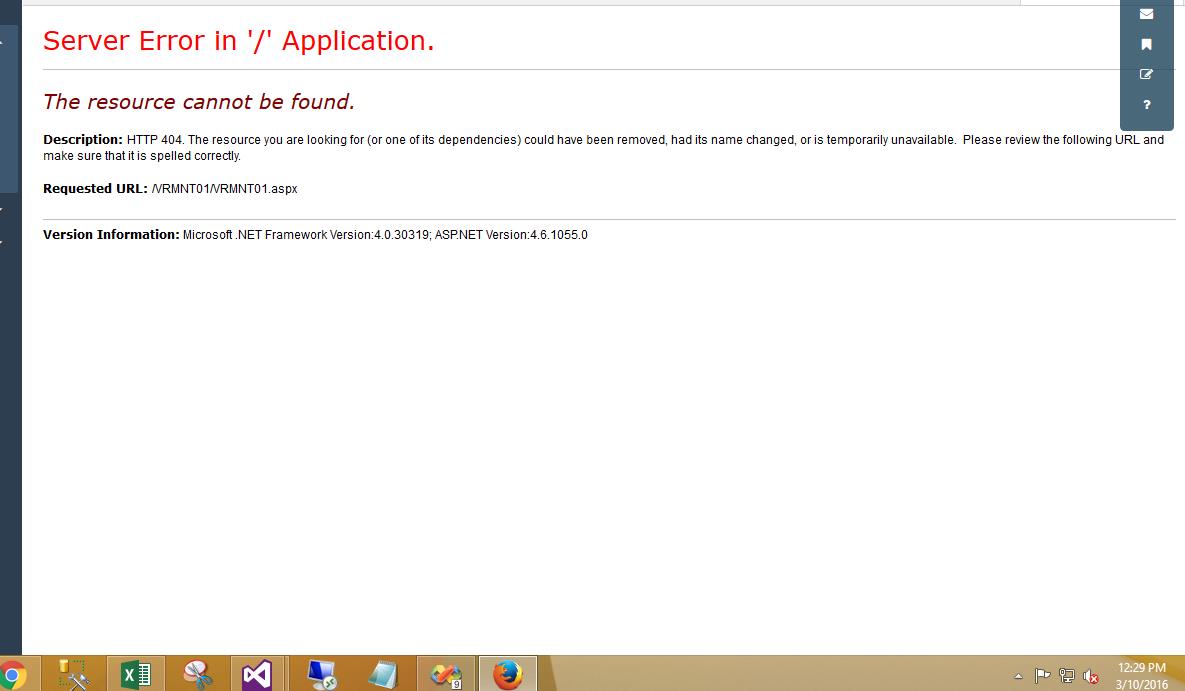 Server Error in '/' Application.
The resource cannot be found.
Description: HTTP 404. The resource you are looking for (or one of its dependencies) could have been removed, had its name changed, or is temporarily unavailable.  Please review the following URL and
make sure that it is spelled correctly.
Requested URL: /VRMNT01/VRMNT01.aspx
Version Information: Microsoft .NET Framework Version:4.0.30319; ASP.NET Version:4.6.1055.0
?
9
12:29 PM
3/10/2016